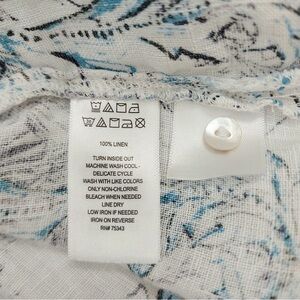 100% LINEN
TURN INSIDE OUT
MACHINE WASH COOL -
DELICATE CYCLE
WASH WITH LIKE COLORS
ONLY NON-CHLORINE
BLEACH WHEN NEEDED
LINE DRY
LOW IRON IF NEEDED
IRON ON REVERSE
RN# 75343